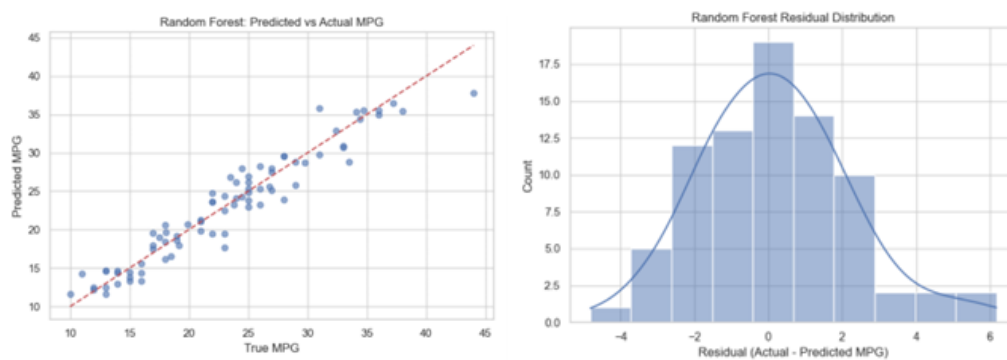 Random Forest: Predicted vs Actual MPG
45
40
35
30
25
20
15
10
Predicted MPG
10 15 20 25 30 35 40 45
True MPG
Random Forest Residual Distribution
17.5
15.0
12.5
10.0
7.5
5.0
2.5
0.0
Count
−4 −2 0 2 4 6
Residual (Actual - Predicted MPG)